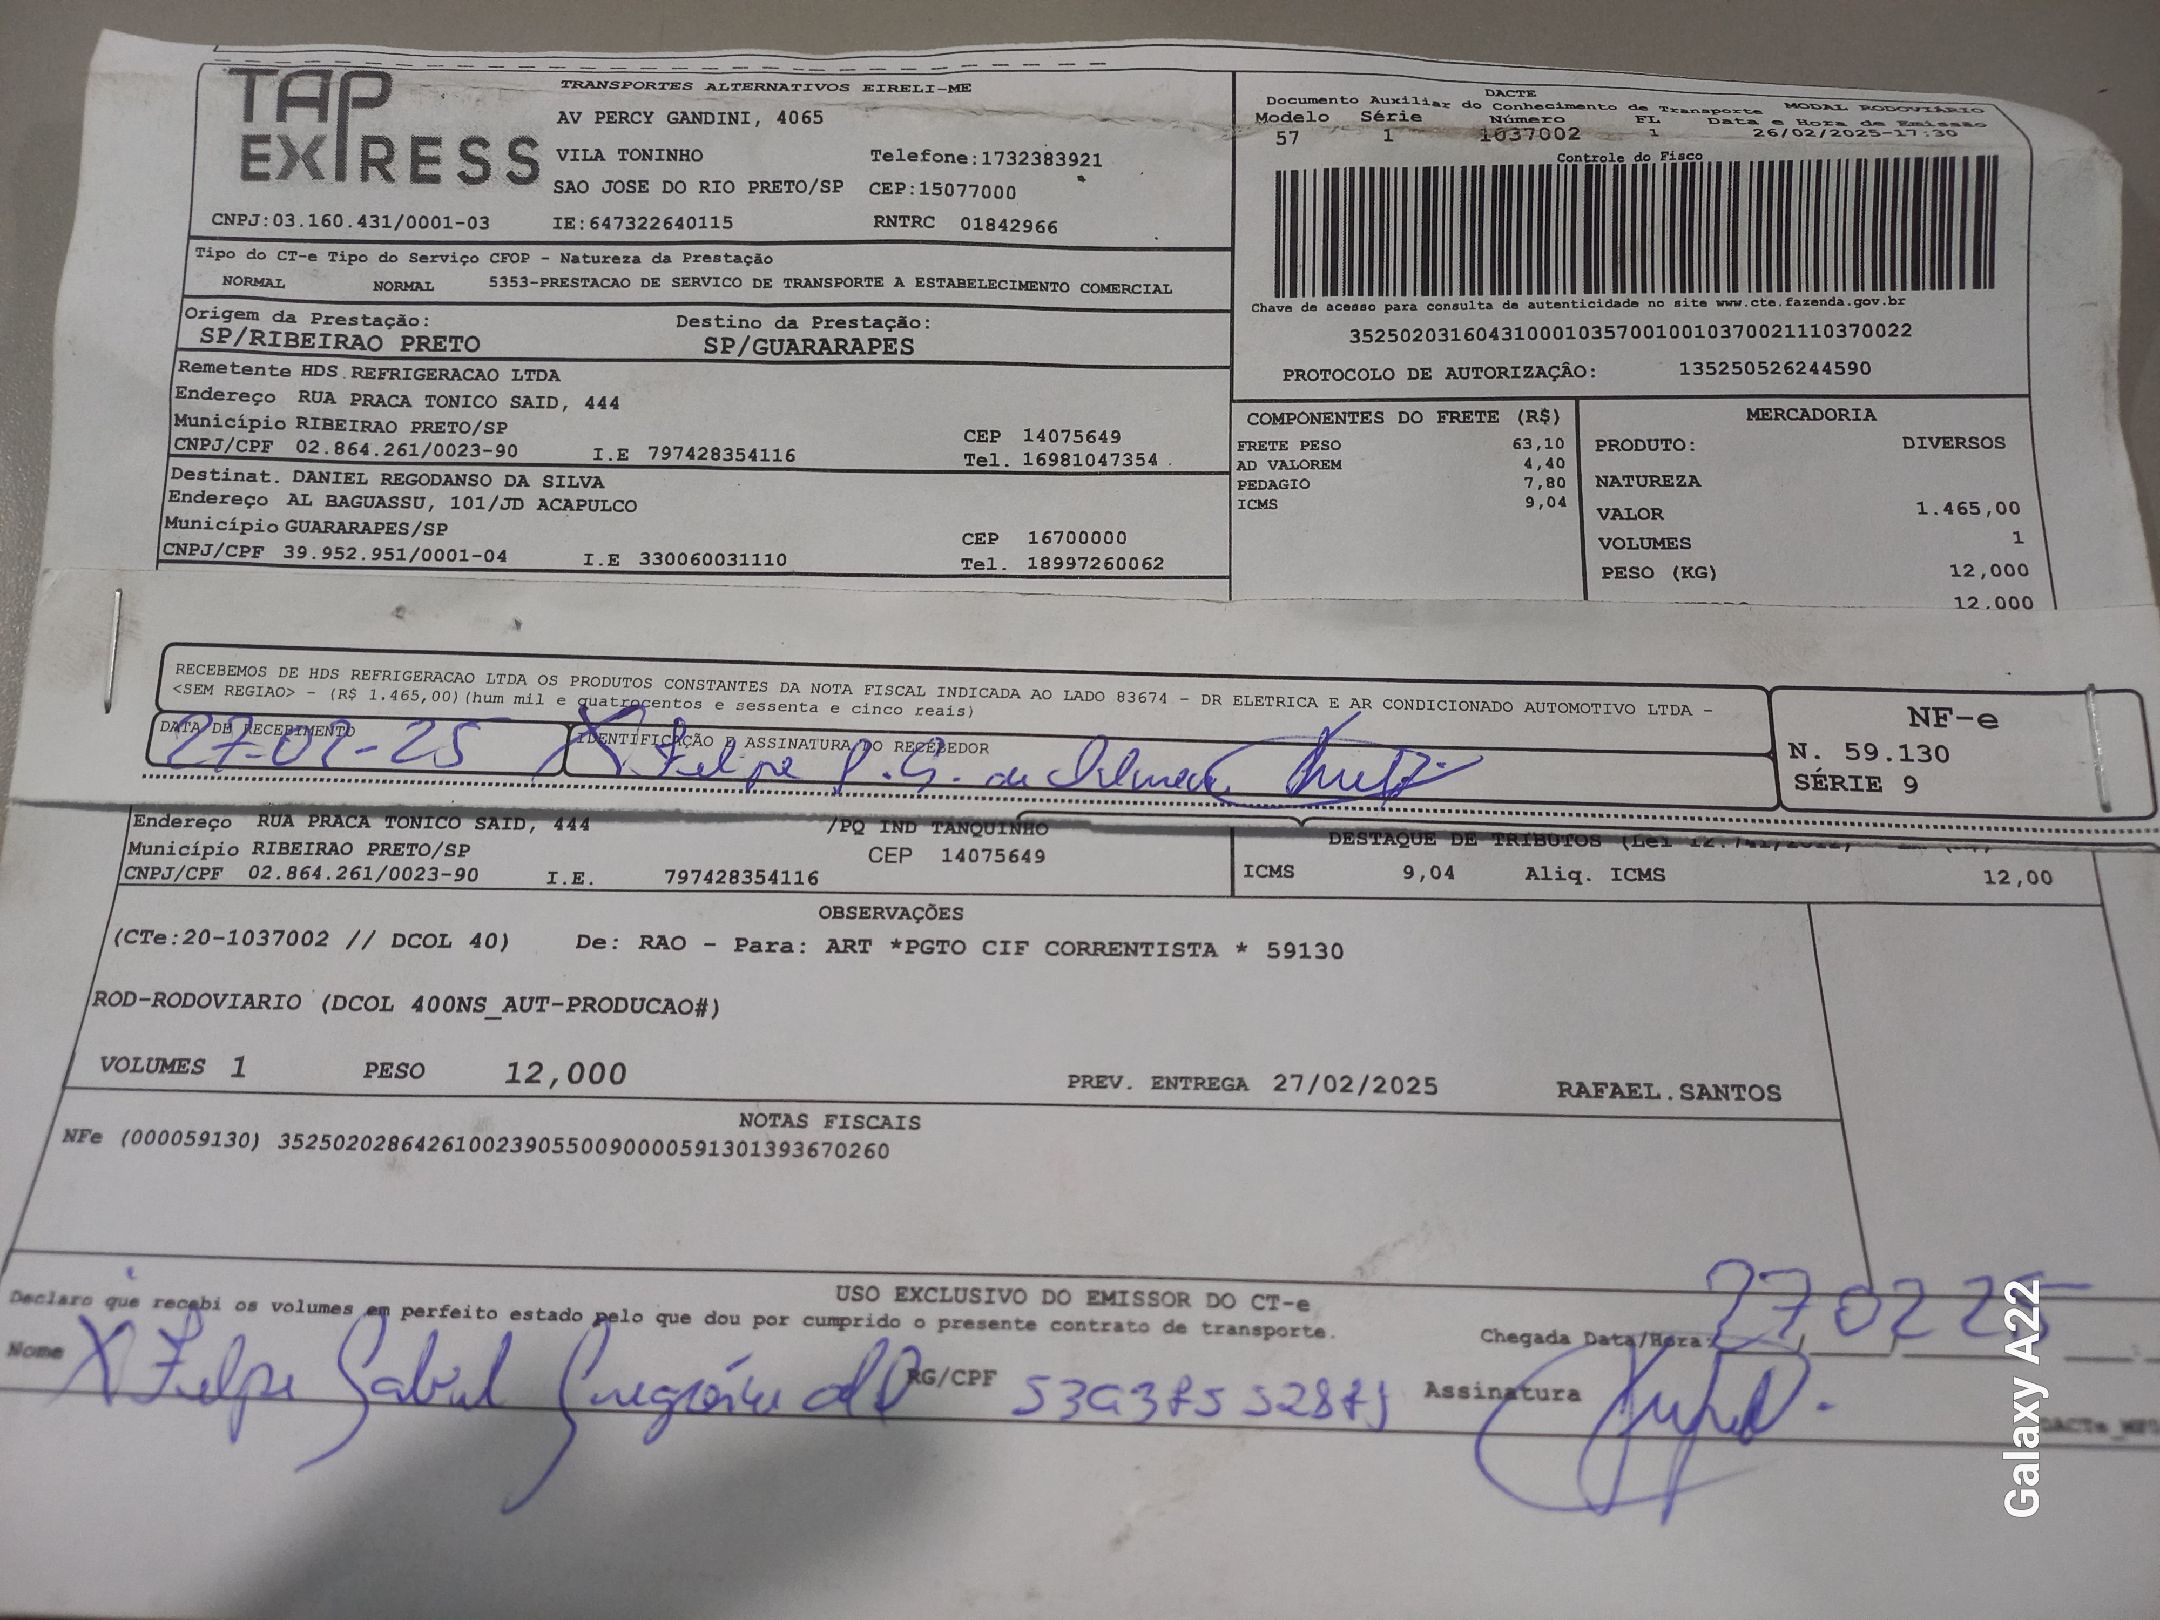 TAP EXPRESS
TRANSPORTES ALTERNATIVOS EIRELI-ME
AV PERCY GANDINI, 4065
VILA TONINHO Telefone:1732383921
SAO JOSE DO RIO PRETO/SP CEP:15077000
CNPJ:03.160.431/0001-03 IE:647322640115 RNTRC 01842966
DACTE
Documento Auxiliar do Conhecimento de Transporte MODAL RODOVIÁRIO
Modelo Série Número FL Data e Hora de Emissao
57 1 1037002 1 26/02/2025-17:30
Controle do Fisco
Chave de acesso para consulta de autenticidade no site www.cte.fazenda.gov.br
35250203160431000103570010010370021110370022
PROTOCOLO DE AUTORIZAÇÃO: 135250526244590
Tipo do CT-e Tipo do Serviço CFOP - Natureza da Prestação
NORMAL NORMAL 5353-PRESTACAO DE SERVICO DE TRANSPORTE A ESTABELECIMENTO COMERCIAL
Origem da Prestação: Destino da Prestação:
SP/RIBEIRAO PRETO SP/GUARARAPES
Remetente HDS REFRIGERACAO LTDA
Endereço RUA PRACA TONICO SAID, 444
Município RIBEIRAO PRETO/SP CEP 14075649
CNPJ/CPF 02.864.261/0023-90 I.E 797428354116 Tel. 16981047354
Destinat. DANIEL REGODANSO DA SILVA
Endereço AL BAGUASSU, 101/JD ACAPULCO
Município GUARARAPES/SP CEP 16700000
CNPJ/CPF 39.952.951/0001-04 I.E 330060031110 Tel. 18997260062
COMPONENTES DO FRETE (R$)
FRETE PESO 63,10
AD VALOREM 4,40
PEDAGIO 7,80
ICMS 9,04
MERCADORIA
PRODUTO: DIVERSOS
NATUREZA
VALOR 1.465,00
VOLUMES 1
PESO (KG) 12,000
12,000
RECEBEMOS DE HDS REFRIGERACAO LTDA OS PRODUTOS CONSTANTES DA NOTA FISCAL INDICADA AO LADO 83674 - DR ELETRICA E AR CONDICIONADO AUTOMOTIVO LTDA -
<SEM REGIAO> - (R$ 1.465,00)(hum mil e quatrocentos e sessenta e cinco reais)
DATA DE RECEBIMENTO IDENTIFICAÇÃO E ASSINATURA DO RECEBEDOR
27-02-25 X Felipe P. G. de
NF-e
N. 59.130
SÉRIE 9
Endereço RUA PRACA TONICO SAID, 444 /PQ IND TANQUINHO
Município RIBEIRAO PRETO/SP CEP 14075649
CNPJ/CPF 02.864.261/0023-90 I.E. 797428354116
DESTAQUE DE TRIBUTOS (Lei 12.741/2012)
ICMS 9,04 Aliq. ICMS 12,00
OBSERVAÇÕES
(CTe:20-1037002 // DCOL 40) De: RAO - Para: ART *PGTO CIF CORRENTISTA * 59130
ROD-RODOVIARIO (DCOL 400NS_AUT-PRODUCAO#)
VOLUMES 1 PESO 12,000 PREV. ENTREGA 27/02/2025 RAFAEL.SANTOS
NOTAS FISCAIS
NFe (000059130) 35250202864261002390550090000591301393670260
USO EXCLUSIVO DO EMISSOR DO CT-e
Declaro que recebi os volumes em perfeito estado pelo que dou por cumprido o presente contrato de transporte.
Chegada Data/Hora: 27 02 25
Nome X Felipe Gabriel Gregório RG/CPF Assinatura
Galaxy A22